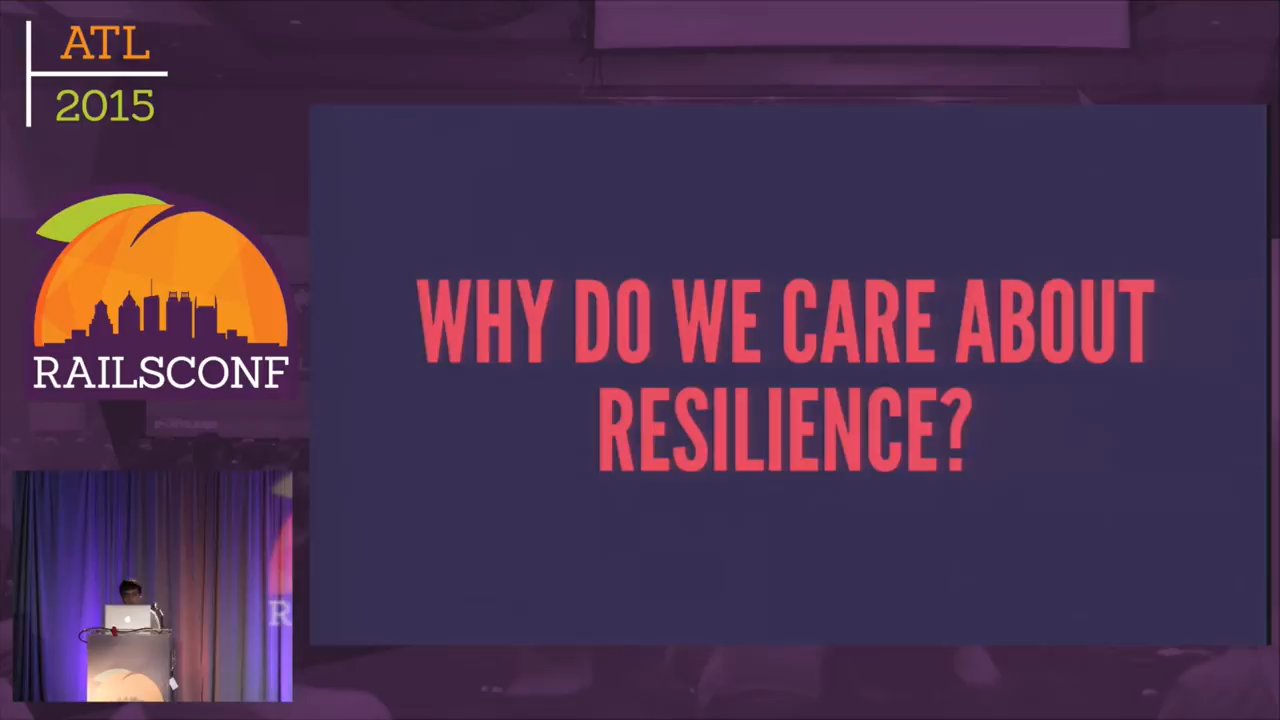 ATL
2015
RAILSCONF
WHY DO WE CARE ABOUT
RESILIENCE?
R